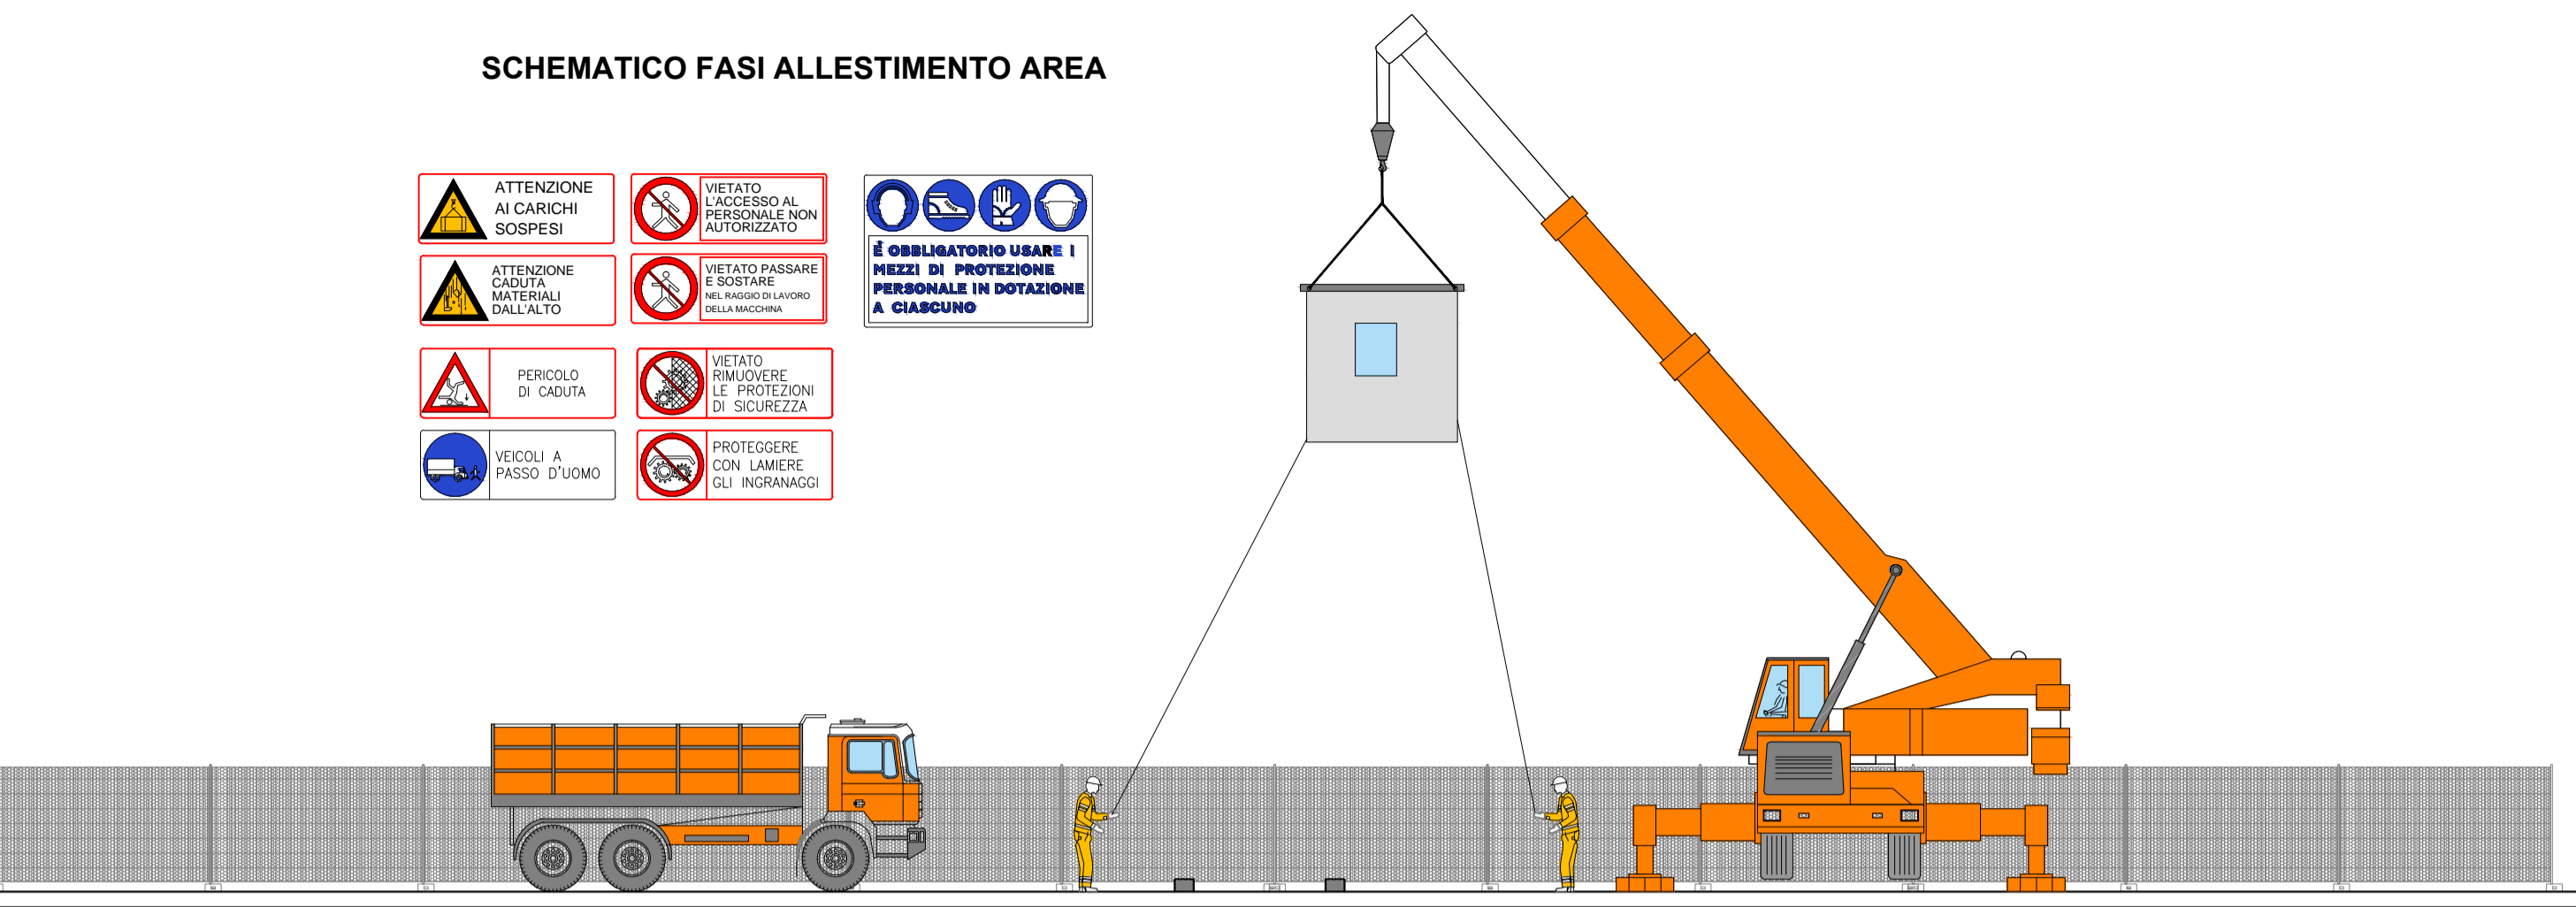 SCHEMATICO FASI ALLESTIMENTO AREA
ATTENZIONE
AI CARICHI
SOSPESI
VIETATO
L'ACCESSO AL
PERSONALE NON
AUTORIZZATO
È OBBLIGATORIO USARE I
MEZZI DI PROTEZIONE
PERSONALE IN DOTAZIONE
A CIASCUNO
ATTENZIONE
CADUTA
MATERIALI
DALL'ALTO
VIETATO PASSARE
E SOSTARE
NEL RAGGIO DI LAVORO
DELLA MACCHINA
PERICOLO
DI CADUTA
VIETATO
RIMUOVERE
LE PROTEZIONI
DI SICUREZZA
VEICOLI A
PASSO D'UOMO
PROTEGGERE
CON LAMIERE
GLI INGRANAGGI